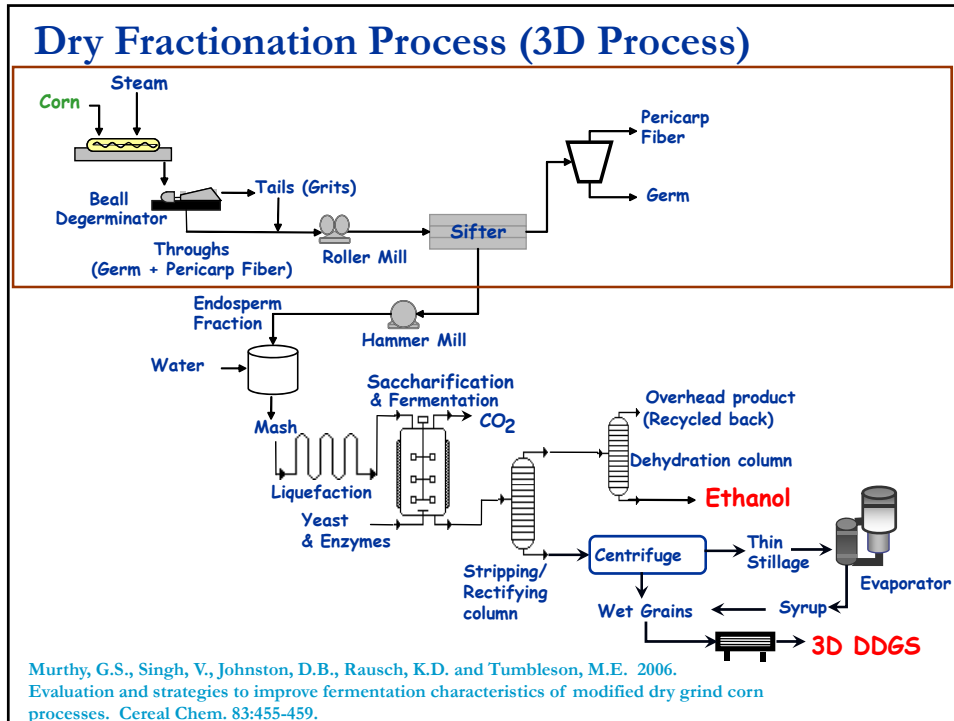 Dry Fractionation Process (3D Process)
Steam
Corn
Pericarp
Fiber
Tails (Grits)
Germ
Beall
Degerminator
Sifter
Roller Mill
Throughs
(Germ + Pericarp Fiber)
Endosperm
Fraction
Hammer Mill
Water
Saccharification
& Fermentation
CO2
Overhead product
(Recycled back)
Mash
Dehydration column
Liquefaction
Ethanol
Yeast
& Enzymes
Centrifuge
Thin
Stillage
Stripping/
Rectifying
column
Evaporator
Wet Grains
Syrup
3D DDGS
Murthy, G.S., Singh, V., Johnston, D.B., Rausch, K.D. and Tumbleson, M.E. 2006.
Evaluation and strategies to improve fermentation characteristics of modified dry grind corn
processes. Cereal Chem. 83:455-459.